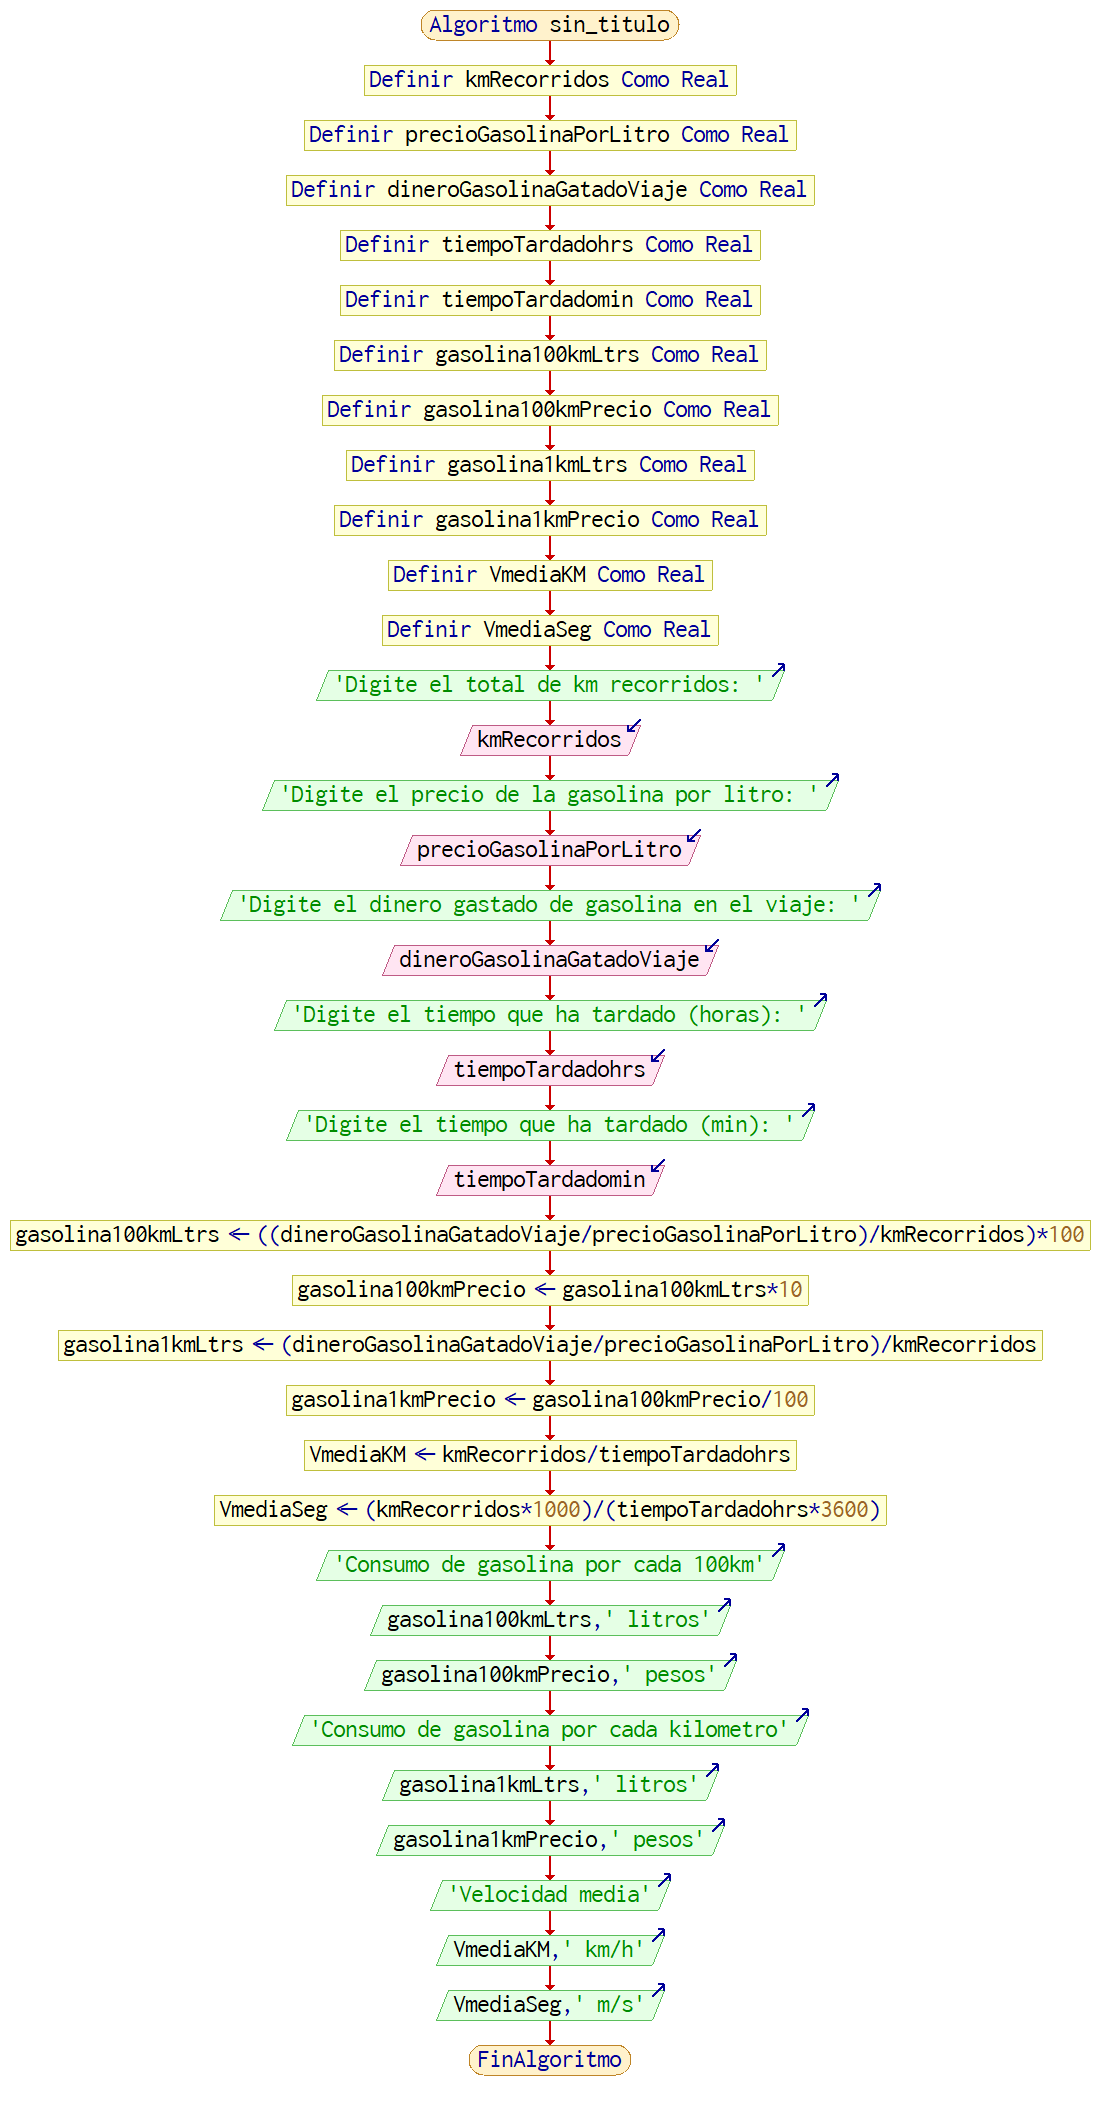 Algoritmo sin_titulo
Definir kmRecorridos Como Real
Definir precioGasolinaPorLitro Como Real
Definir dineroGasolinaGatadoViaje Como Real
Definir tiempoTardadohrs Como Real
Definir tiempoTardadomin Como Real
Definir gasolina100kmLtrs Como Real
Definir gasolina100kmPrecio Como Real
Definir gasolina1kmLtrs Como Real
Definir gasolina1kmPrecio Como Real
Definir VmediaKM Como Real
Definir VmediaSeg Como Real
'Digite el total de km recorridos: '
kmRecorridos
'Digite el precio de la gasolina por litro: '
precioGasolinaPorLitro
'Digite el dinero gastado de gasolina en el viaje: '
dineroGasolinaGatadoViaje
'Digite el tiempo que ha tardado (horas): '
tiempoTardadohrs
'Digite el tiempo que ha tardado (min): '
tiempoTardadomin
gasolina100kmLtrs ← ((dineroGasolinaGatadoViaje/precioGasolinaPorLitro)/kmRecorridos)*100
gasolina100kmPrecio ← gasolina100kmLtrs*10
gasolina1kmLtrs ← (dineroGasolinaGatadoViaje/precioGasolinaPorLitro)/kmRecorridos
gasolina1kmPrecio ← gasolina100kmPrecio/100
VmediaKM ← kmRecorridos/tiempoTardadohrs
VmediaSeg ← (kmRecorridos*1000)/(tiempoTardadohrs*3600)
'Consumo de gasolina por cada 100km'
gasolina100kmLtrs,' litros'
gasolina100kmPrecio,' pesos'
'Consumo de gasolina por cada kilometro'
gasolina1kmLtrs,' litros'
gasolina1kmPrecio,' pesos'
'Velocidad media'
VmediaKM,' km/h'
VmediaSeg,' m/s'
FinAlgoritmo